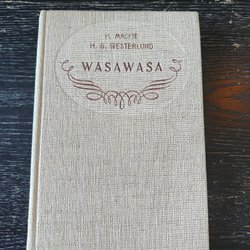 H. MACFIE
H. G. WESTERLUND
WASAWASA